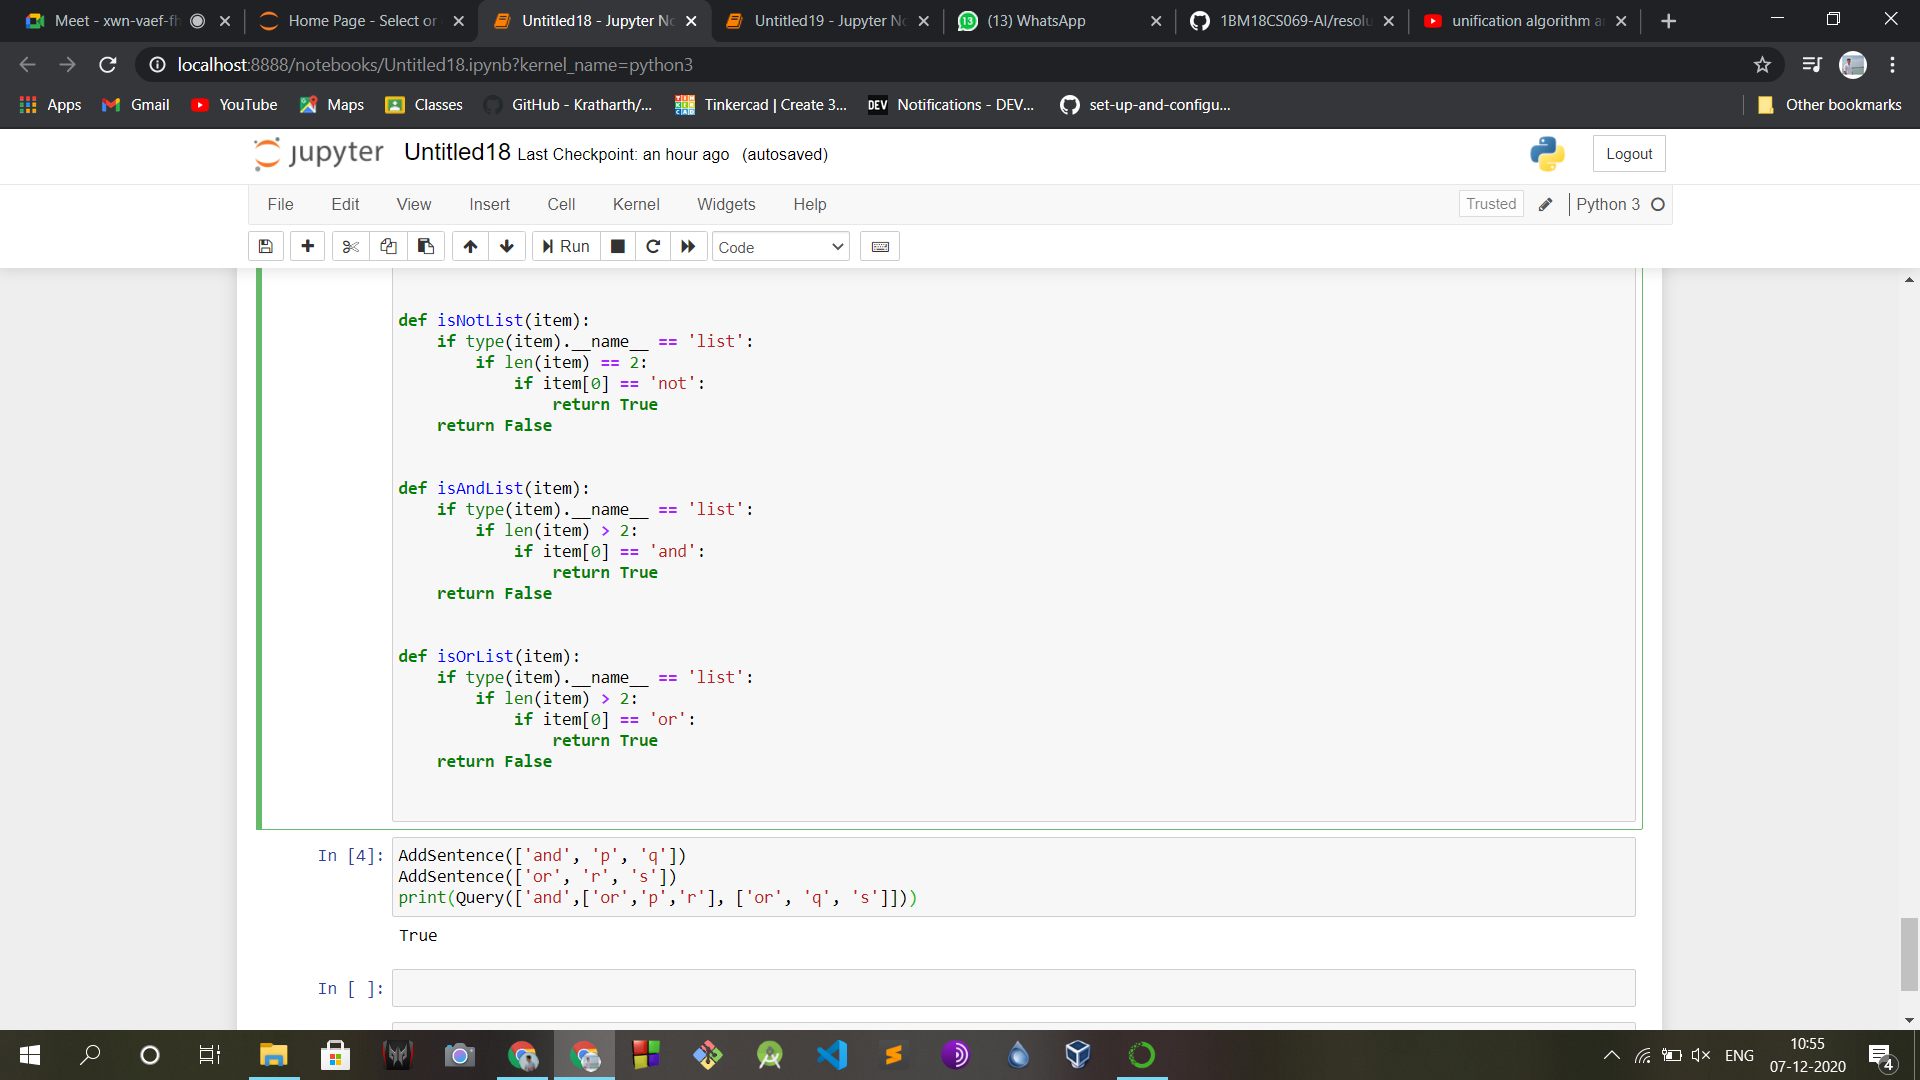 Meet - xwn-vaef-fh
Home Page - Select or
Untitled18 - Jupyter No
Untitled19 - Jupyter No
13 (13) WhatsApp
1BM18CS069-AI/resolu
unification algorithm a
localhost:8888/notebooks/Untitled18.ipynb?kernel_name=python3
Apps Gmail YouTube Maps Classes GitHub - Kratharth/... Tinkercad | Create 3... DEV Notifications - DEV... set-up-and-configu... Other bookmarks
jupyter Untitled18 Last Checkpoint: an hour ago (autosaved) Logout
File Edit View Insert Cell Kernel Widgets Help Trusted Python 3
Run Code
def isNotList(item):
    if type(item).__name__ == 'list':
        if len(item) == 2:
            if item[0] == 'not':
                return True
    return False
def isAndList(item):
    if type(item).__name__ == 'list':
        if len(item) > 2:
            if item[0] == 'and':
                return True
    return False
def isOrList(item):
    if type(item).__name__ == 'list':
        if len(item) > 2:
            if item[0] == 'or':
                return True
    return False
In [4]: AddSentence(['and', 'p', 'q'])
AddSentence(['or', 'r', 's'])
print(Query(['and',['or','p','r'], ['or', 'q', 's']]))
True
In [ ]:
ENG
10:55
07-12-2020
4